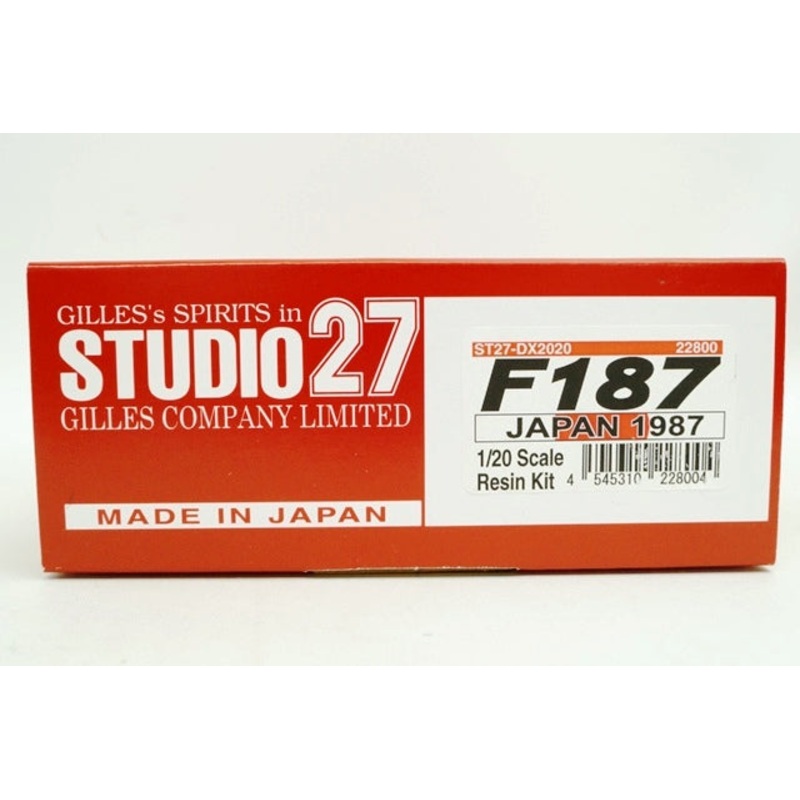 GILLES's SPIRITS in
STUDIO27
GILLES COMPANY LIMITED
MADE IN JAPAN
ST27-DX2020 22800
F187
JAPAN 1987
1/20 Scale
Resin Kit
4 545310 228004